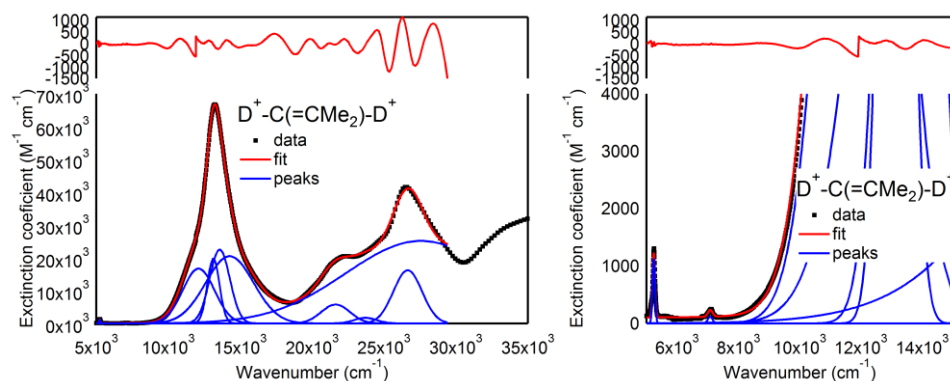 1000
500
0
-500
-1000
-1500
70x10³
60x10³
50x10³
40x10³
30x10³
20x10³
10x10³
0x10³
Exctinction coeficient (M⁻¹ cm⁻¹)
D⁺-C(=CMe₂)-D⁺
data
fit
peaks
5x10³ 10x10³ 15x10³ 20x10³ 25x10³ 30x10³ 35x10³
Wavenumber (cm⁻¹)
1000
500
0
-500
-1000
-1500
4000
3000
2000
1000
0
Exctinction coeficient (M⁻¹ cm⁻¹)
D⁺-C(=CMe₂)-D⁺
data
fit
peaks
6x10³ 8x10³ 10x10³ 12x10³ 14x10³
Wavenumber (cm⁻¹)